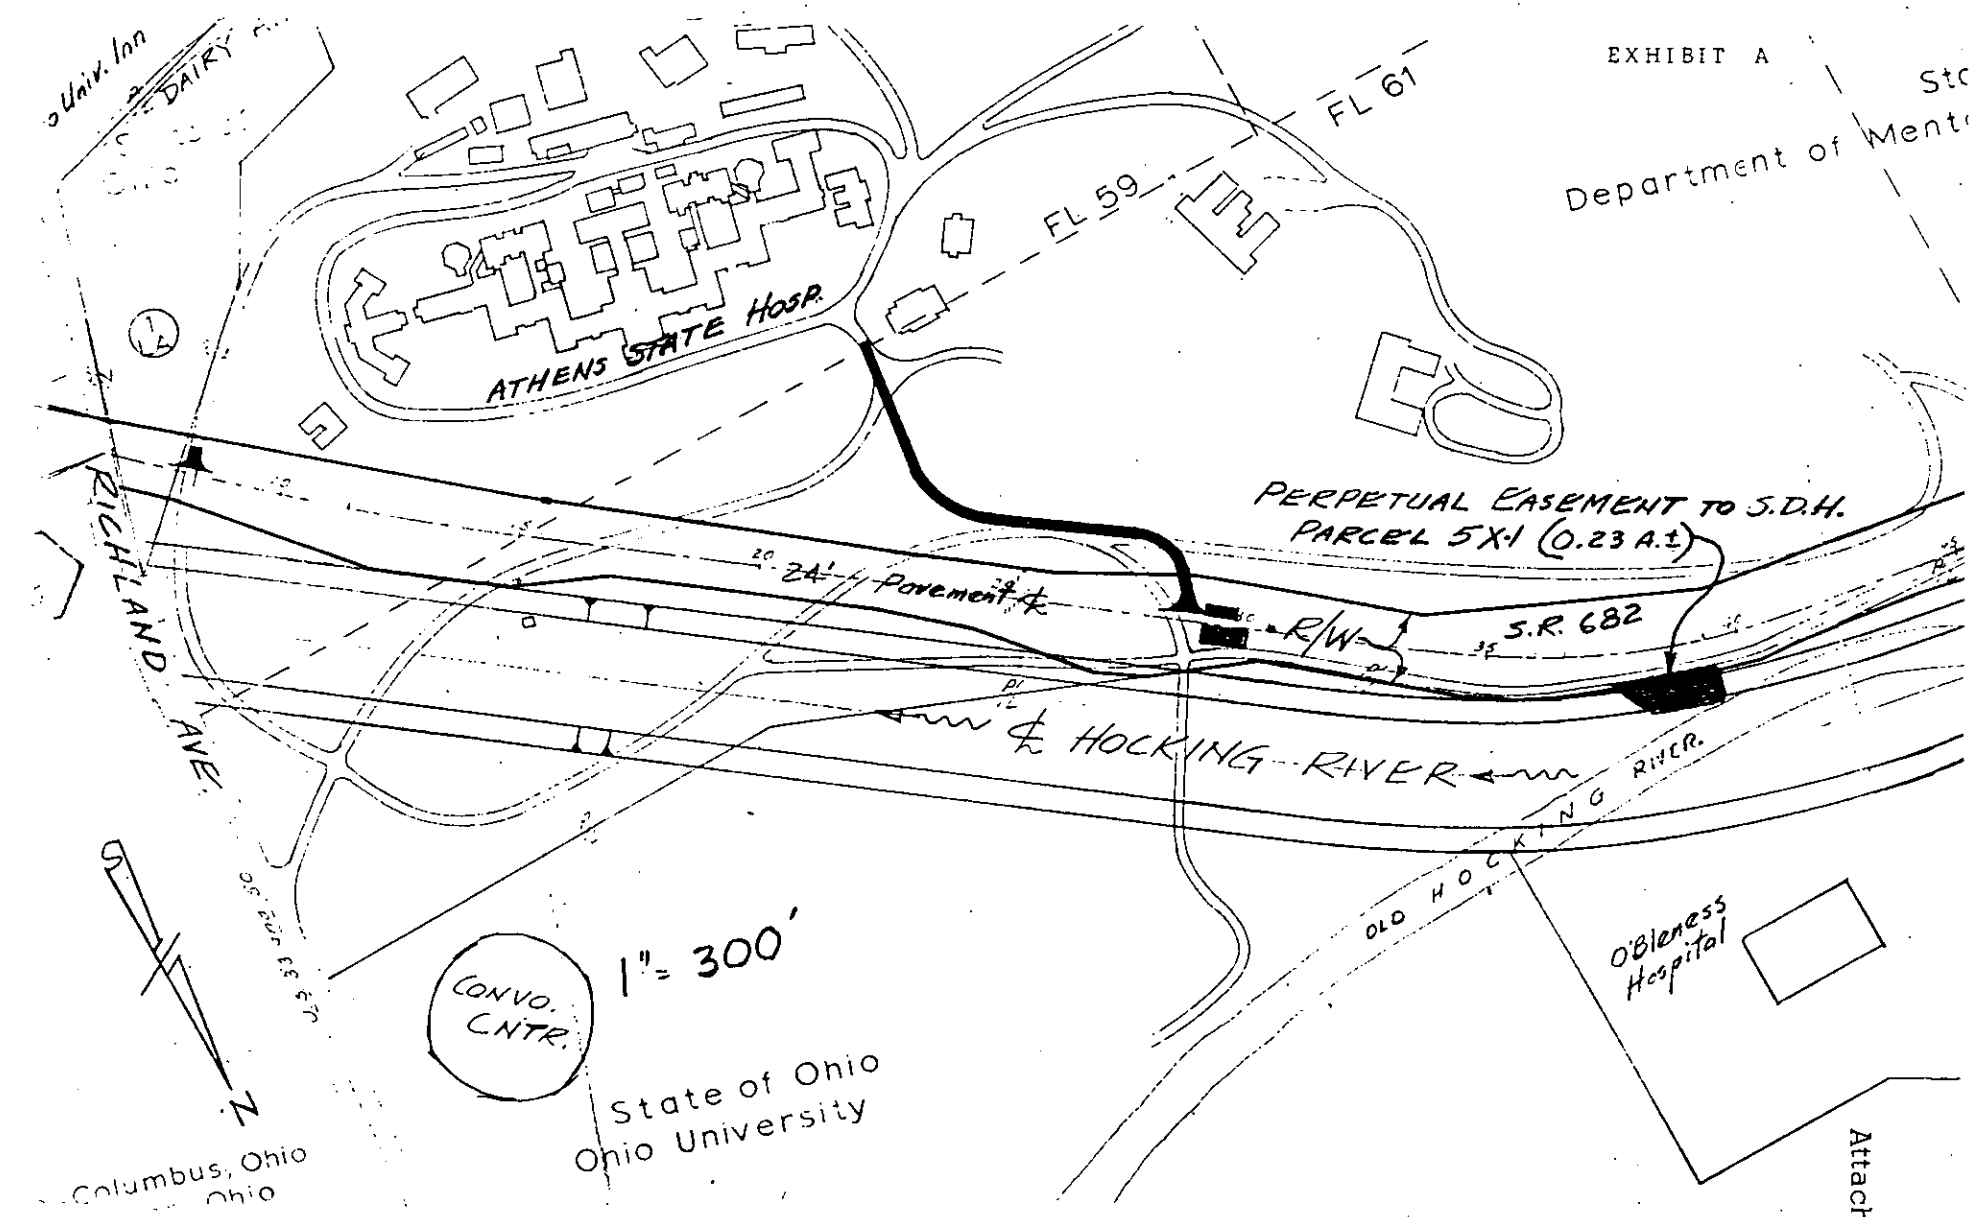 EXHIBIT A
Univ. Inn
DAIRY
FL 61
FL 59
Department of
ATHENS STATE HOSP.
PERPETUAL EASEMENT TO S.D.H.
PARCEL 5X-1 (0.23 A.±)
RICHLAND AVE.
20
24' Pavement ℄
R/W
S.R. 682
35
℄ HOCKING RIVER
OLD HOCKING RIVER.
O'Bleness
Hospital
1" = 300'
CONVO.
CNTR.
S
N
State of Ohio
Ohio University
Columbus, Ohio
Ohio